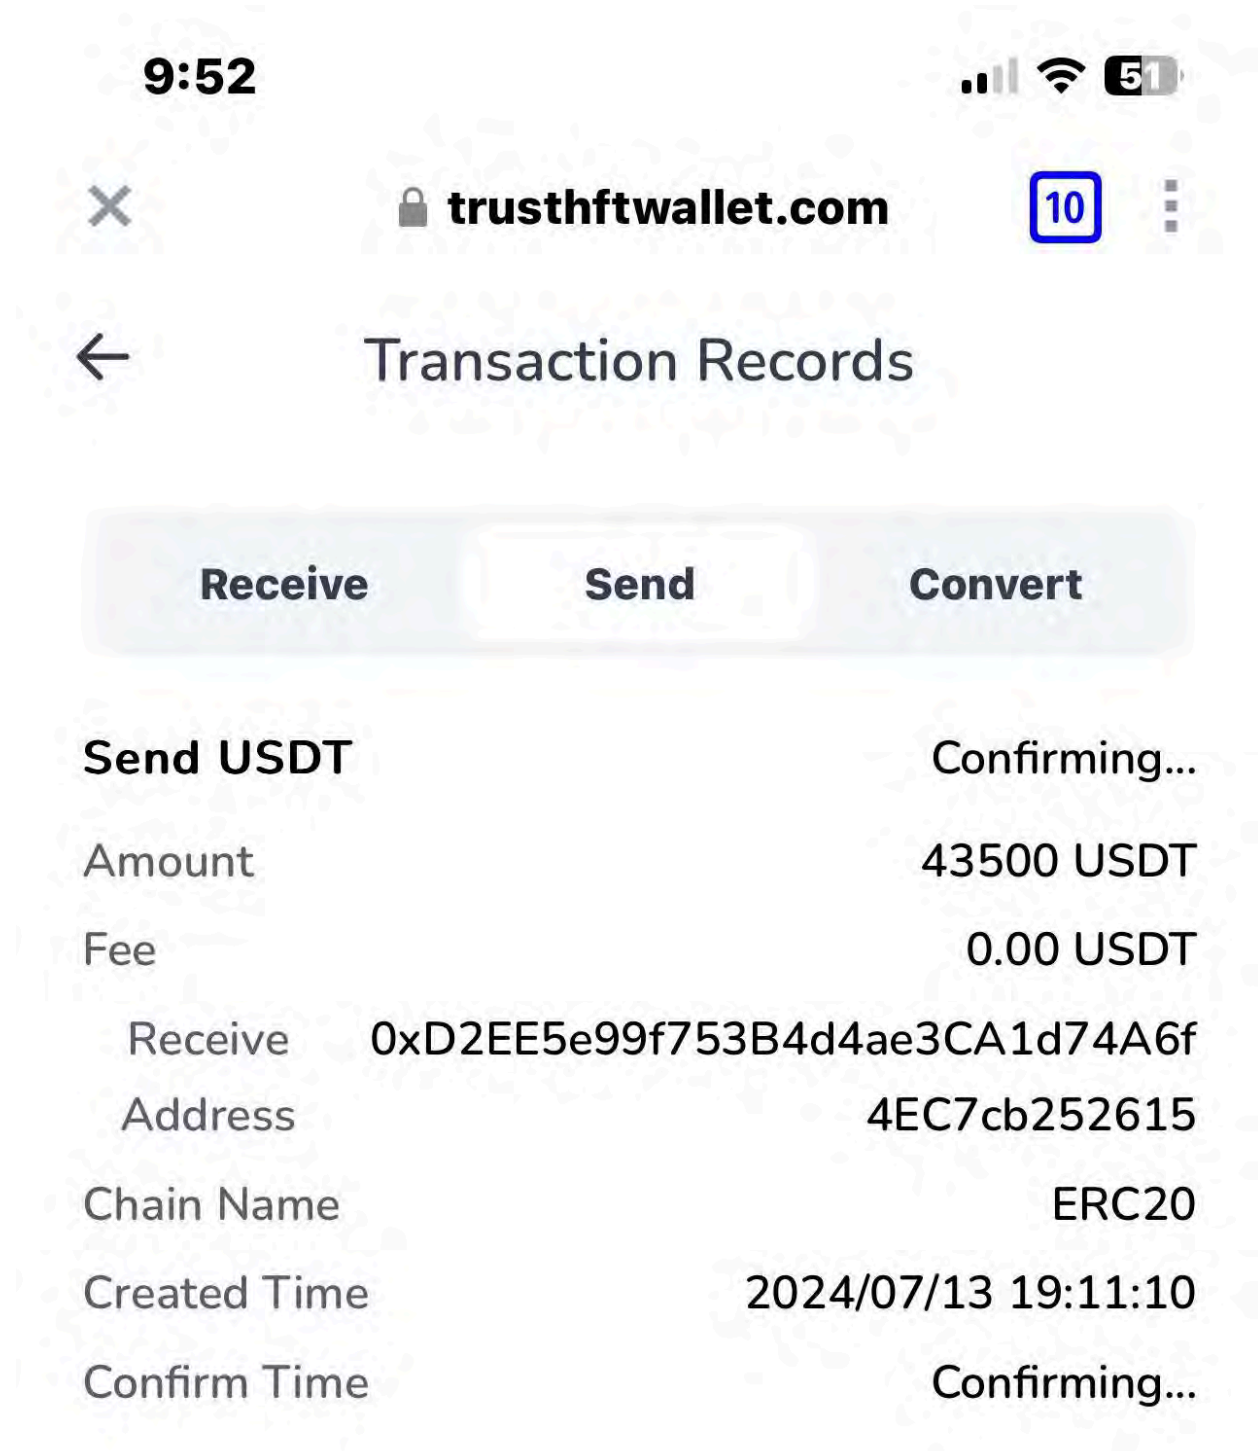 9:52
51
trusthftwallet.com
10
Transaction Records
Receive Send Convert
Send USDT Confirming...
Amount 43500 USDT
Fee 0.00 USDT
Receive 0xD2EE5e99f753B4d4ae3CA1d74A6f
Address 4EC7cb252615
Chain Name ERC20
Created Time 2024/07/13 19:11:10
Confirm Time Confirming...